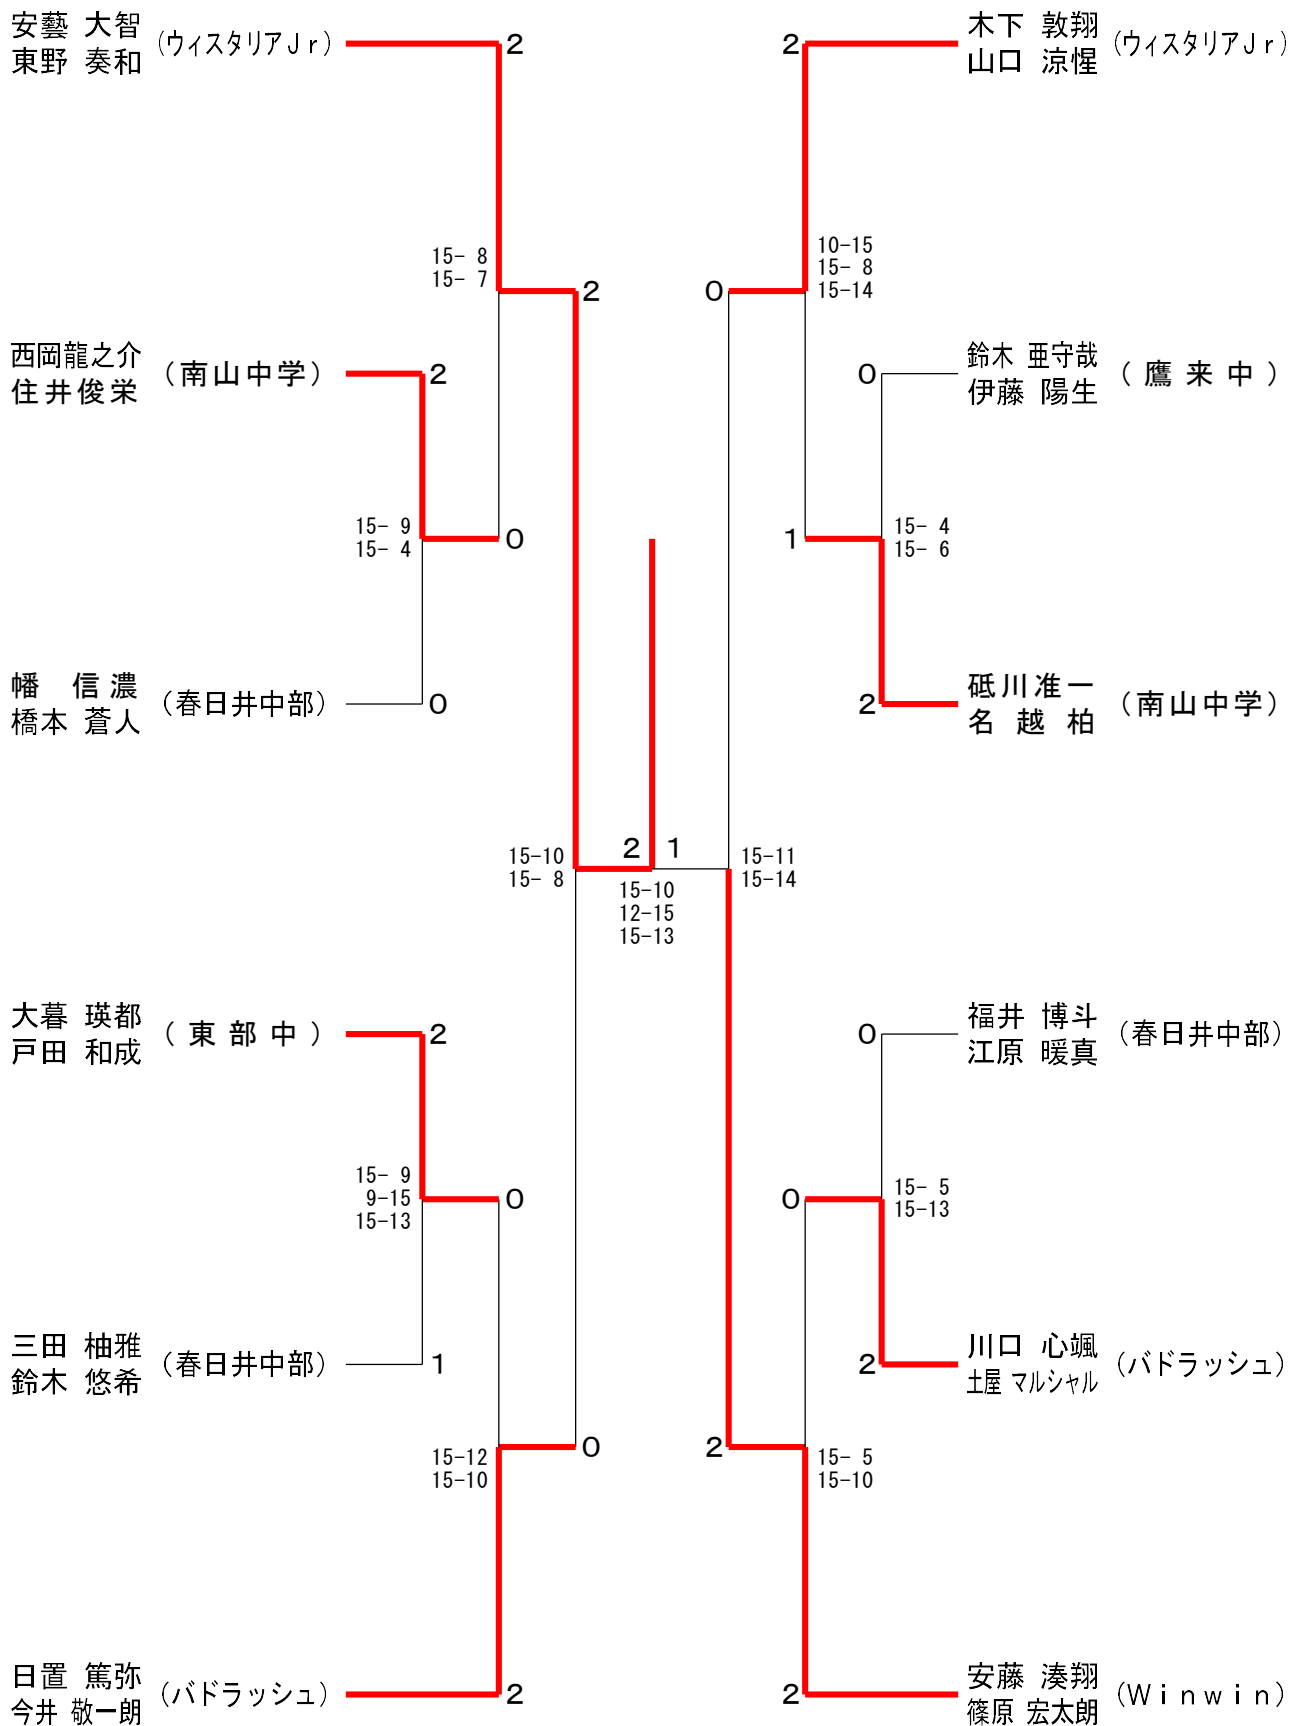 安藝 大智
東野 奏和
(ウィスタリアJr)
2
15- 8
15- 7
2
西岡龍之介
住井俊栄
(南山中学)
2
15- 9
15- 4
0
幡 信濃
橋本 蒼人
(春日井中部)
0
15-10
15- 8
大暮 瑛都
戸田 和成
(東部中)
2
15- 9
9-15
15-13
0
三田 柚雅
鈴木 悠希
(春日井中部)
1
15-12
15-10
0
日置 篤弥
今井 敬一朗
(バドラッシュ)
2
2 1
15-10
12-15
15-13
2
木下 敦翔
山口 涼惺
(ウィスタリアJr)
0
10-15
15- 8
15-14
0
鈴木 亜守哉
伊藤 陽生
(鷹来中)
1
15- 4
15- 6
2
砥川准一
名越柏
(南山中学)
15-11
15-14
0
福井 博斗
江原 暖真
(春日井中部)
0
15- 5
15-13
2
川口 心颯
土屋 マルシャル
(バドラッシュ)
2
15- 5
15-10
2
安藤 湊翔
篠原 宏太朗
(Winwin)